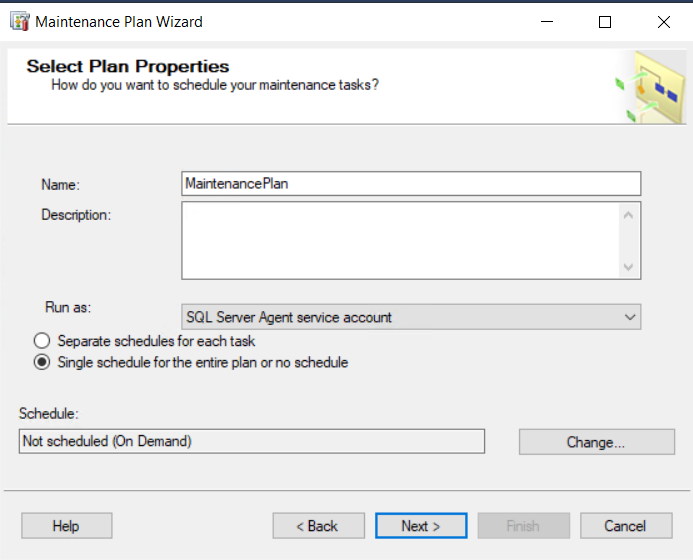 Maintenance Plan Wizard
Select Plan Properties
How do you want to schedule your maintenance tasks?
Name:
MaintenancePlan
Description:
Run as:
SQL Server Agent service account
Separate schedules for each task
Single schedule for the entire plan or no schedule
Schedule:
Not scheduled (On Demand)
Change...
Help
< Back
Next >
Finish
Cancel